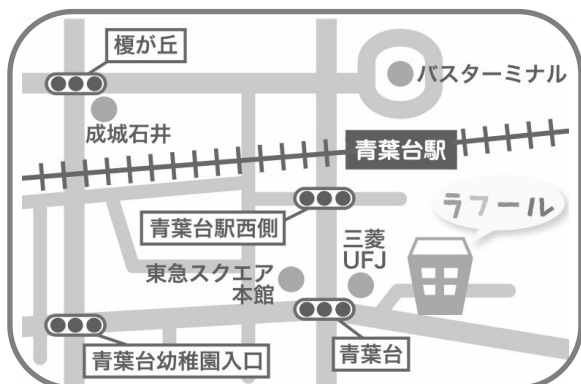 榎が丘
バスターミナル
成城石井
青葉台駅
ラフール
青葉台駅西側
三菱
UFJ
東急スクエア
本館
青葉台
青葉台幼稚園入口